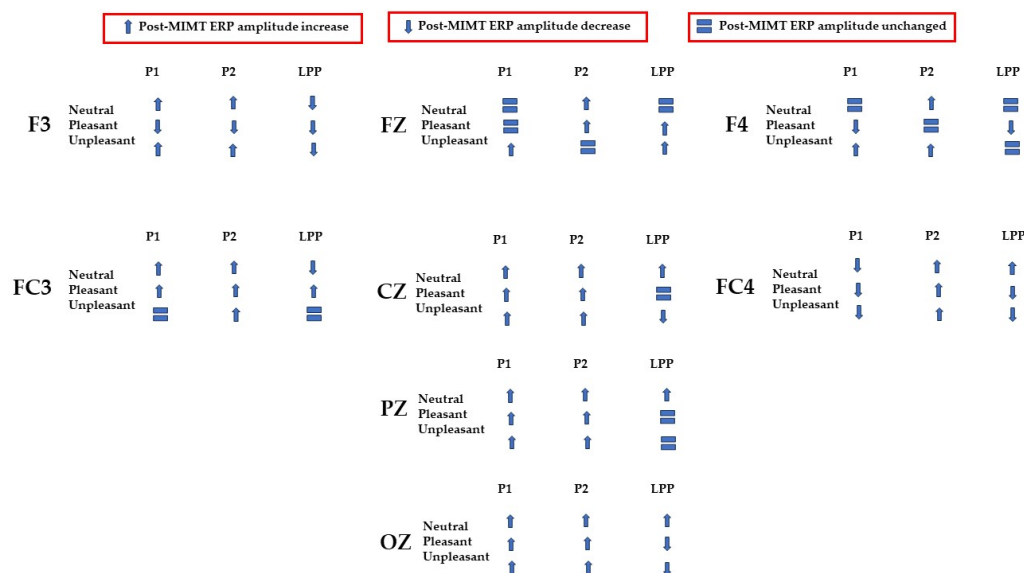 Post-MIMT ERP amplitude increase
Post-MIMT ERP amplitude decrease
Post-MIMT ERP amplitude unchanged
P1 P2 LPP
F3
Neutral
Pleasant
Unpleasant
P1 P2 LPP
FZ
Neutral
Pleasant
Unpleasant
P1 P2 LPP
F4
Neutral
Pleasant
Unpleasant
P1 P2 LPP
FC3
Neutral
Pleasant
Unpleasant
P1 P2 LPP
CZ
Neutral
Pleasant
Unpleasant
P1 P2 LPP
FC4
Neutral
Pleasant
Unpleasant
P1 P2 LPP
PZ
Neutral
Pleasant
Unpleasant
P1 P2 LPP
OZ
Neutral
Pleasant
Unpleasant